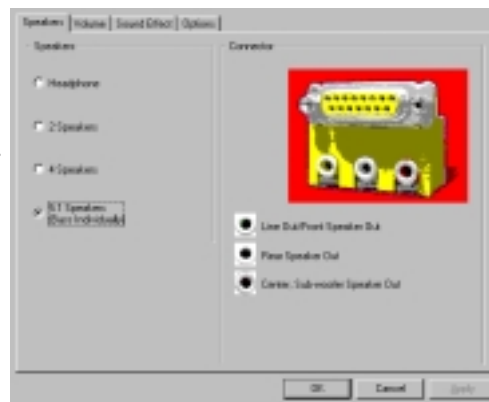 Speakers Volume Sound Effect Options
Speakers
Connector
Headphone
2 Speakers
4 Speakers
5.1 Speakers
Line Out/Front Speaker Out
Rear Speaker Out
Center, Sub-woofer Speaker Out
OK Cancel Apply